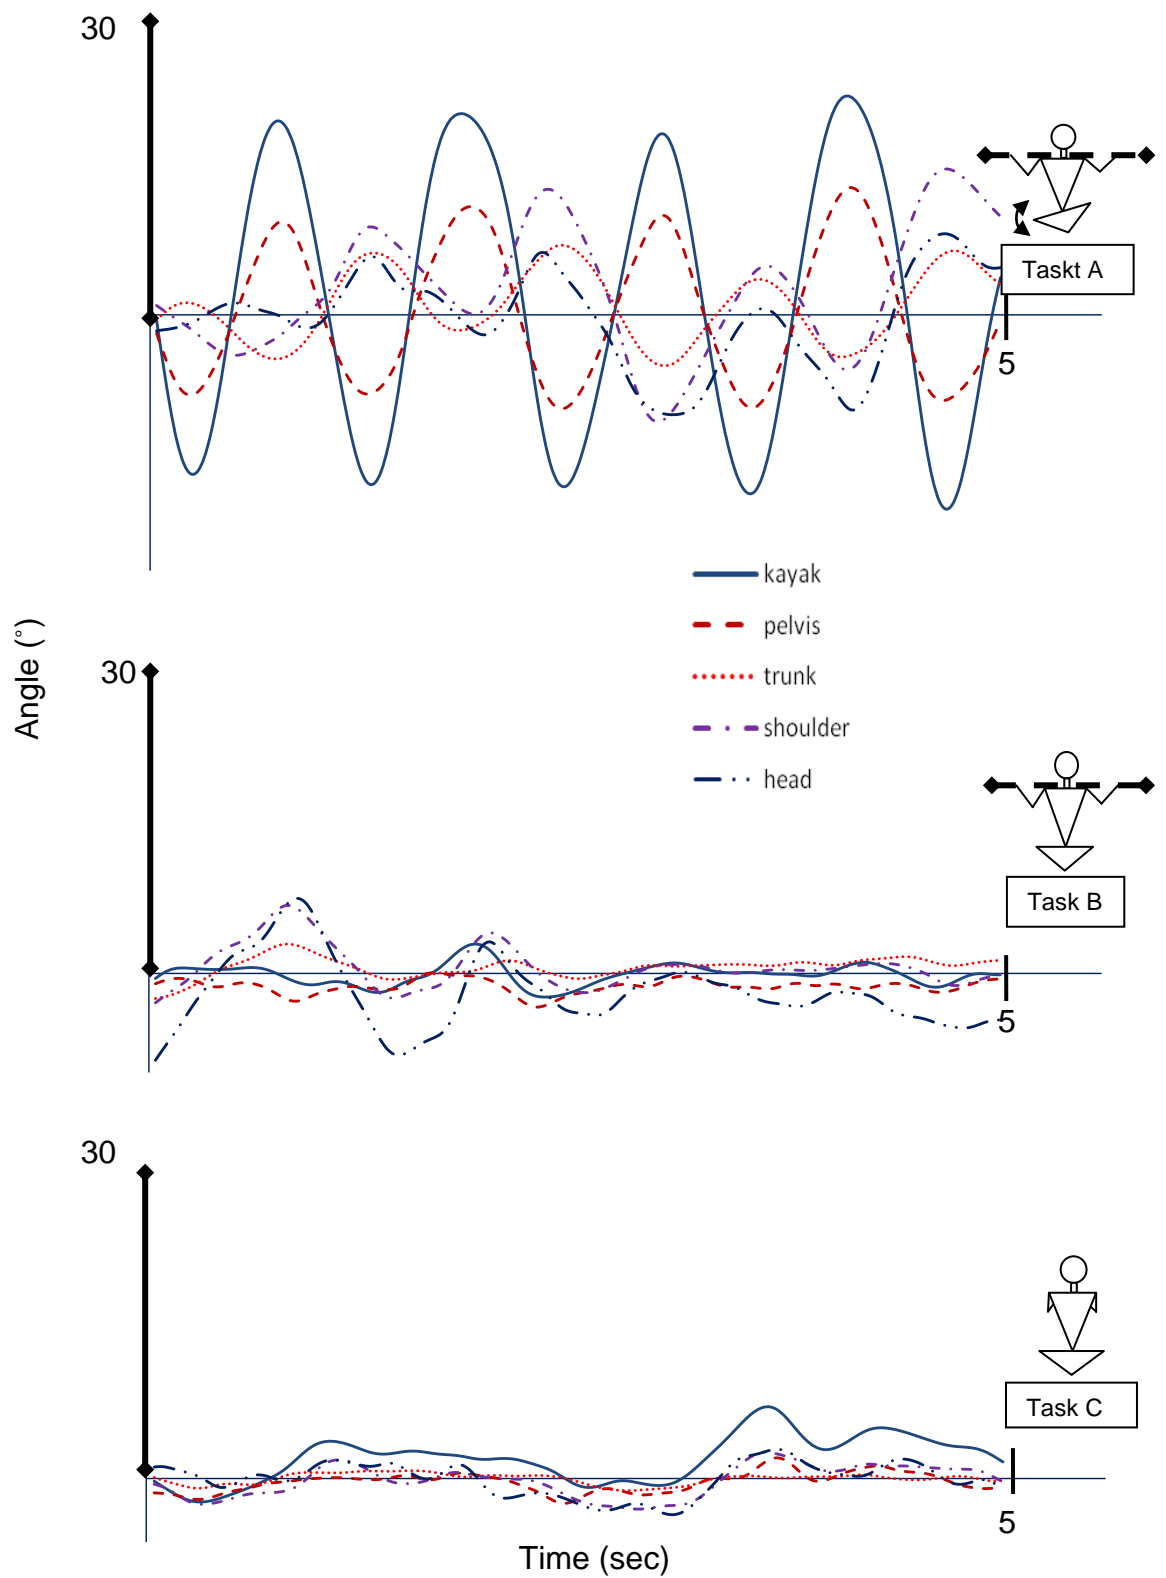 30
Taskt A
5
kayak
pelvis
trunk
shoulder
head
Angle (°)
30
Task B
5
30
Task C
5
Time (sec)